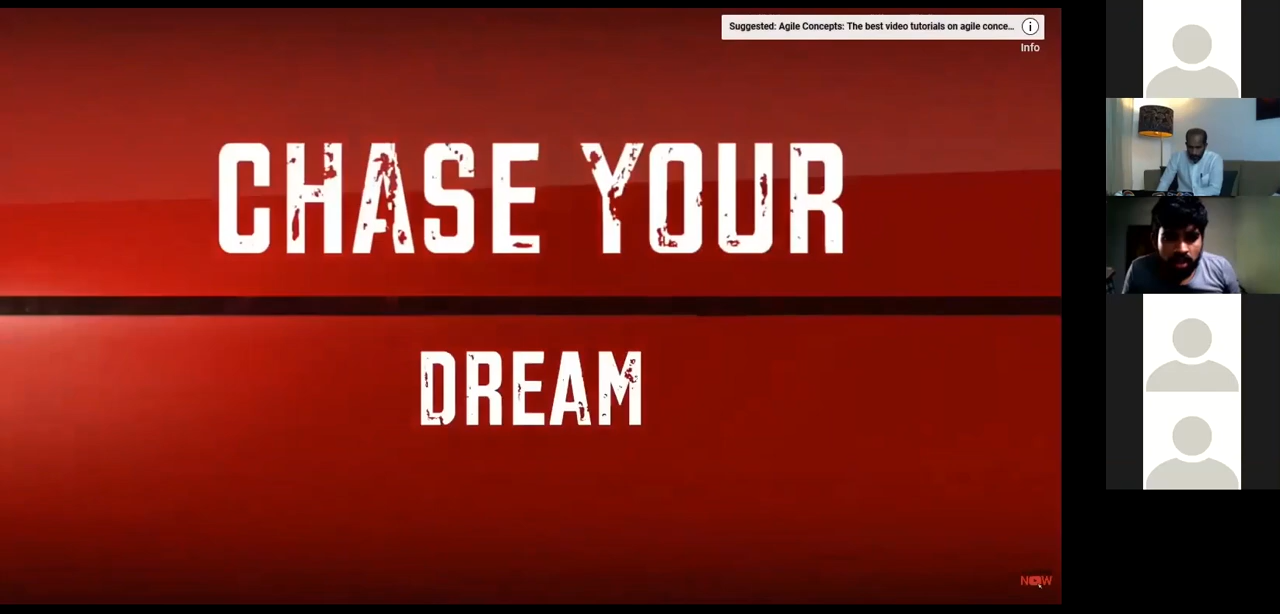 Suggested: Agile Concepts: The best video tutorials on agile conce...
Info
CHASE YOUR
DREAM
NOW